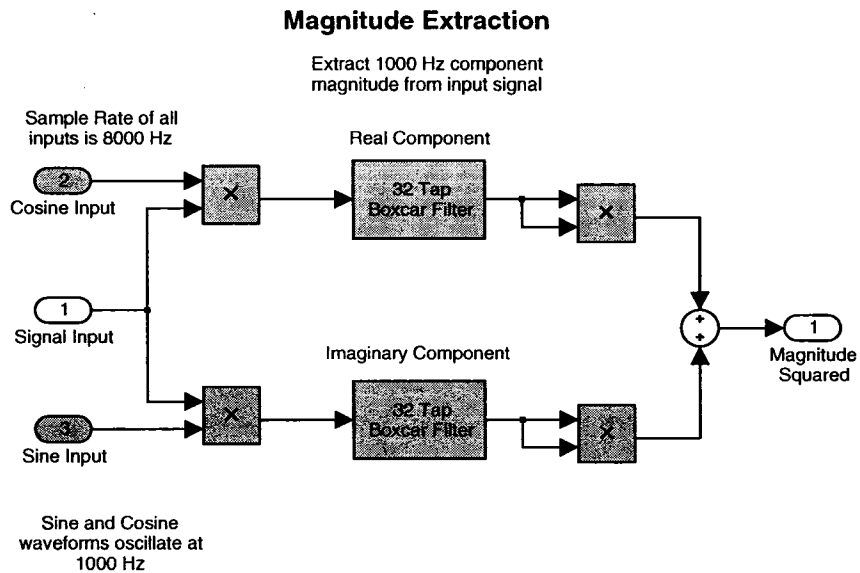 Magnitude Extraction
Extract 1000 Hz component
magnitude from input signal
Sample Rate of all
inputs is 8000 Hz
Real Component
2
Cosine Input
×
32 Tap
Boxcar Filter
×
1
Signal Input
+
+
1
Magnitude
Squared
Imaginary Component
3
Sine Input
×
32 Tap
Boxcar Filter
×
Sine and Cosine
waveforms oscillate at
1000 Hz